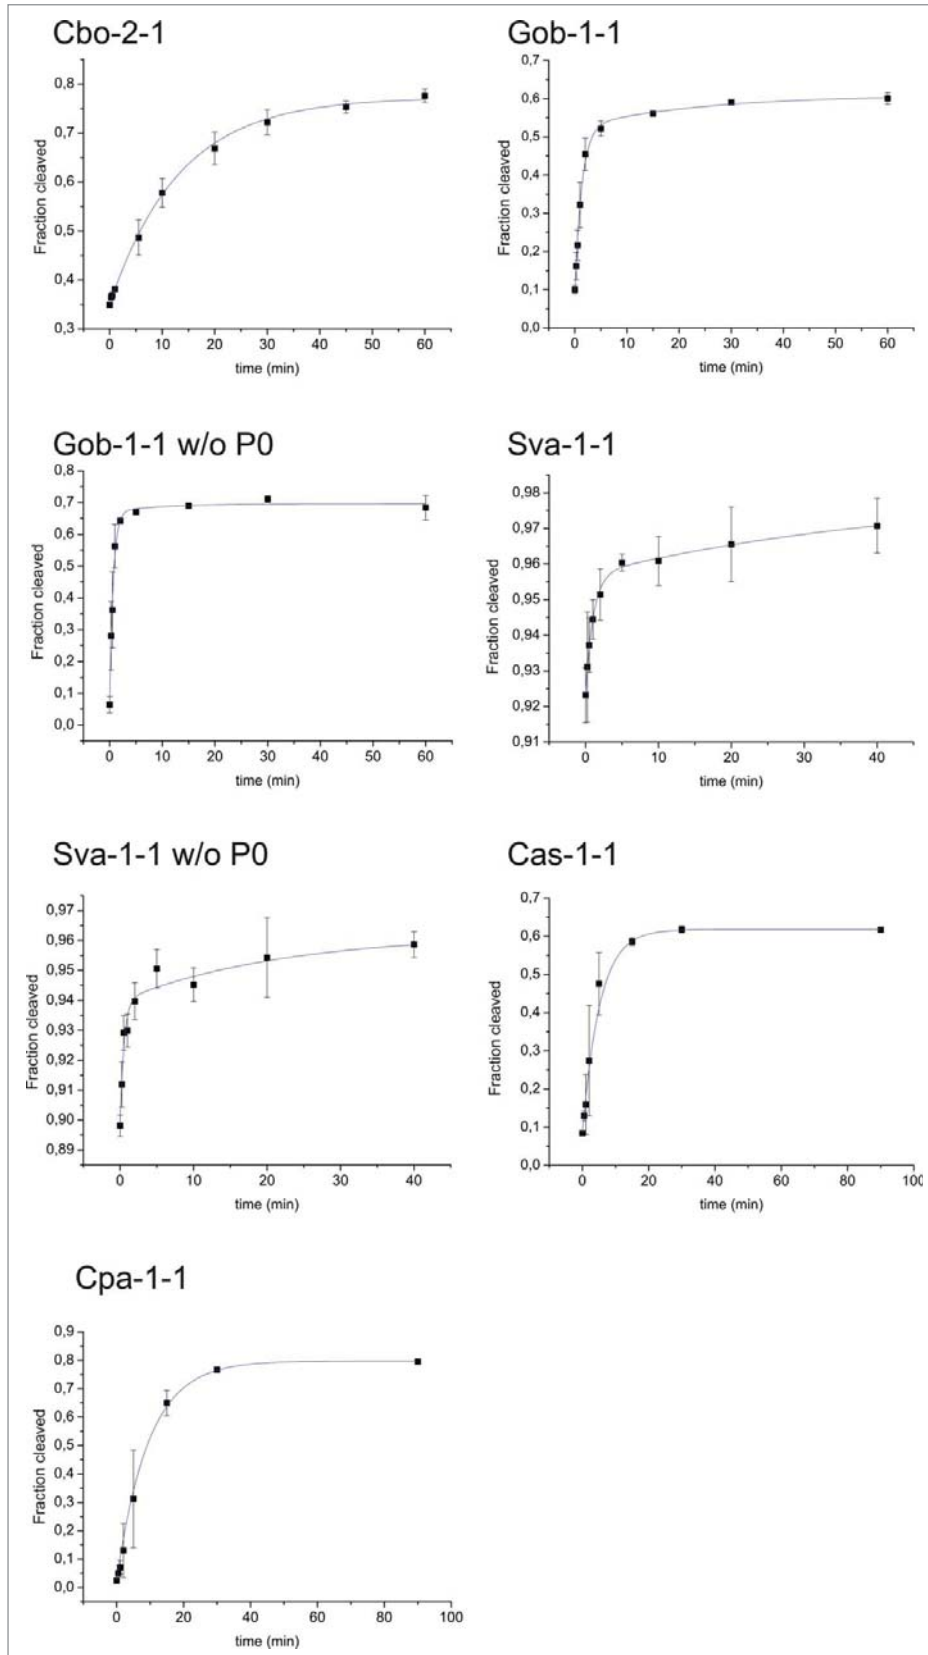 Cbo-2-1
0,8
0,7
0,6
0,5
0,4
0,3
Fraction cleaved
0 10 20 30 40 50 60
time (min)
Gob-1-1
0,7
0,6
0,5
0,4
0,3
0,2
0,1
0,0
Fraction cleaved
0 10 20 30 40 50 60
time (min)
Gob-1-1 w/o P0
0,8
0,7
0,6
0,5
0,4
0,3
0,2
0,1
0,0
Fraction cleaved
0 10 20 30 40 50 60
time (min)
Sva-1-1
0,98
0,97
0,96
0,95
0,94
0,93
0,92
0,91
Fraction cleaved
0 10 20 30 40
time (min)
Sva-1-1 w/o P0
0,97
0,96
0,95
0,94
0,93
0,92
0,91
0,90
0,89
Fraction cleaved
0 10 20 30 40
time (min)
Cas-1-1
0,7
0,6
0,5
0,4
0,3
0,2
0,1
0,0
Fraction cleaved
0 20 40 60 80 100
time (min)
Cpa-1-1
0,9
0,8
0,7
0,6
0,5
0,4
0,3
0,2
0,1
0,0
Fraction cleaved
0 20 40 60 80 100
time (min)